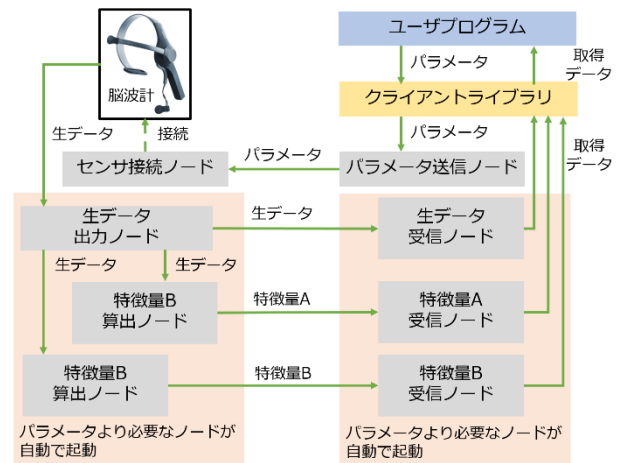 ユーザプログラム
パラメータ
取得
データ
クライアントライブラリ
脳波計
生データ
接続
パラメータ
取得
データ
センサ接続ノード
パラメータ
パラメータ送信ノード
生データ
出力ノード
生データ
生データ
受信ノード
生データ
生データ
特徴量B
算出ノード
特徴量A
特徴量A
受信ノード
特徴量B
算出ノード
特徴量B
特徴量B
受信ノード
パラメータより必要なノードが
自動で起動
パラメータより必要なノードが
自動で起動